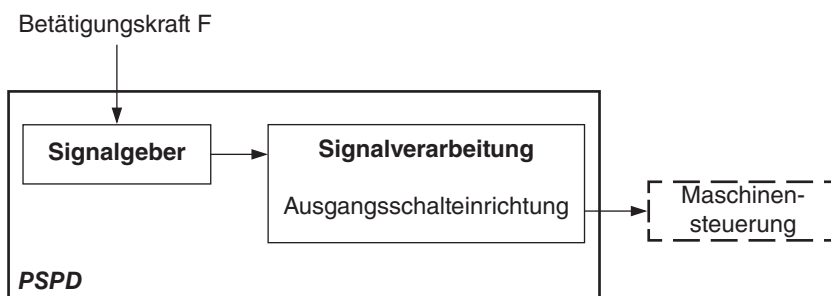 Betätigungskraft F
Signalgeber
Signalverarbeitung
Ausgangsschalteinrichtung
Maschinen-
steuerung
PSPD